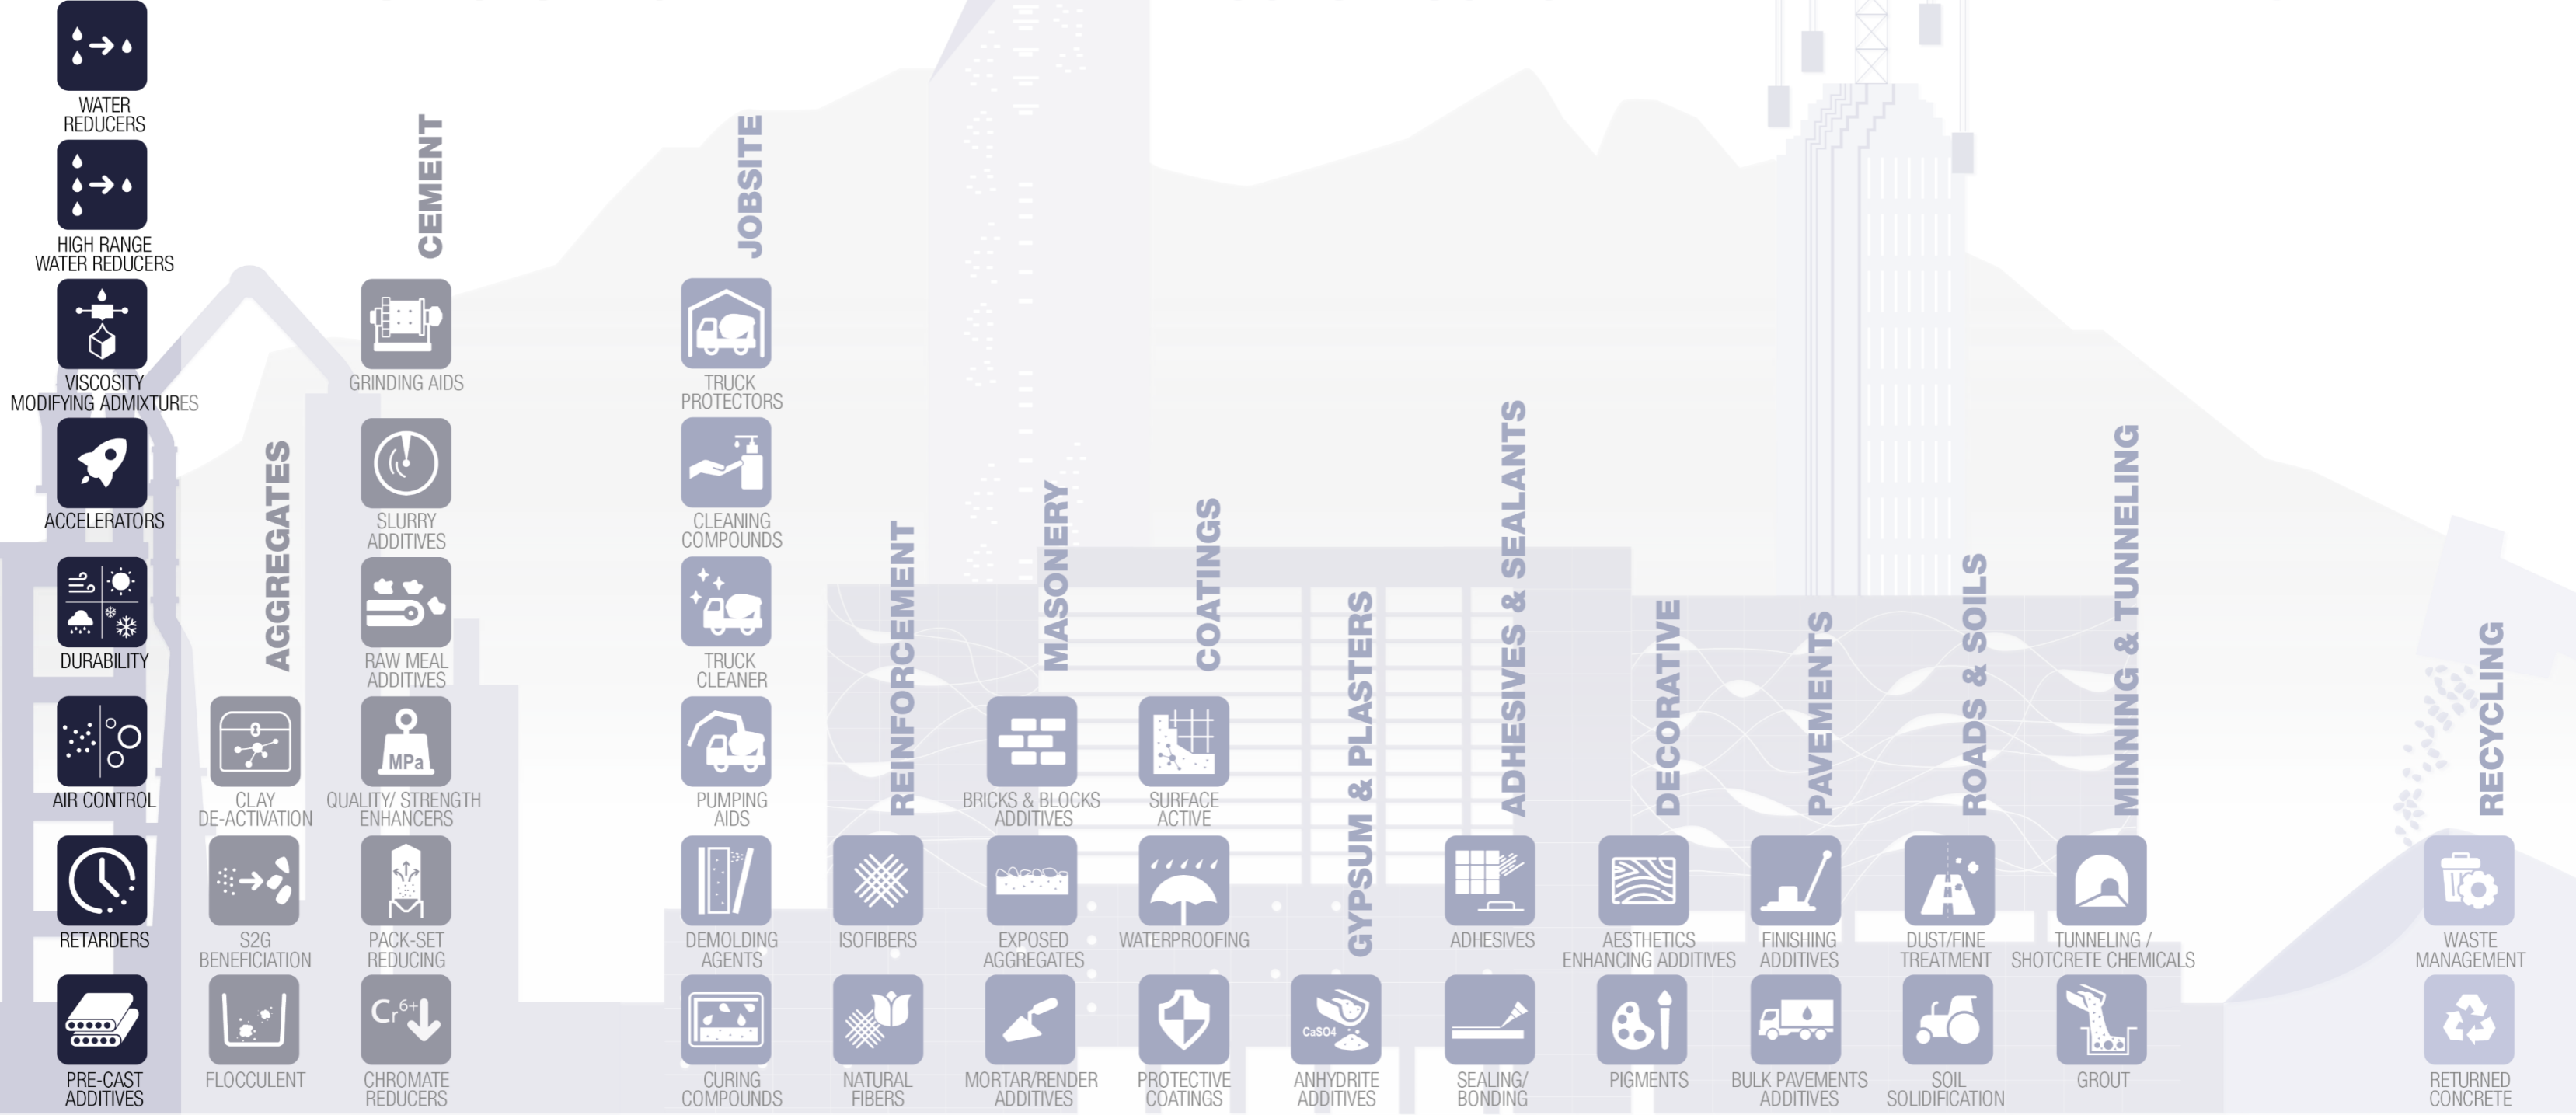 WATER
REDUCERS
HIGH RANGE
WATER REDUCERS
VISCOSITY
MODIFYING ADMIXTURES
ACCELERATORS
DURABILITY
AIR CONTROL
RETARDERS
PRE-CAST
ADDITIVES
AGGREGATES
CLAY
DE-ACTIVATION
S2G
BENEFICIATION
FLOCCULENT
CEMENT
GRINDING AIDS
SLURRY
ADDITIVES
RAW MEAL
ADDITIVES
MPa
QUALITY/ STRENGTH
ENHANCERS
PACK-SET
REDUCING
Cr6+
CHROMATE
REDUCERS
JOBSITE
TRUCK
PROTECTORS
CLEANING
COMPOUNDS
TRUCK
CLEANER
PUMPING
AIDS
DEMOLDING
AGENTS
CURING
COMPOUNDS
REINFORCEMENT
ISOFIBERS
NATURAL
FIBERS
MASONERY
BRICKS & BLOCKS
ADDITIVES
EXPOSED
AGGREGATES
MORTAR/RENDER
ADDITIVES
COATINGS
SURFACE
ACTIVE
WATERPROOFING
PROTECTIVE
COATINGS
GYPSUM & PLASTERS
CaSO4
ANHYDRITE
ADDITIVES
ADHESIVES & SEALANTS
ADHESIVES
SEALING/
BONDING
DECORATIVE
AESTHETICS
ENHANCING ADDITIVES
PIGMENTS
PAVEMENTS
FINISHING
ADDITIVES
BULK PAVEMENTS
ADDITIVES
ROADS & SOILS
DUST/FINE
TREATMENT
SOIL
SOLIDIFICATION
MINNING & TUNNELING
TUNNELING /
SHOTCRETE CHEMICALS
GROUT
RECYCLING
WASTE
MANAGEMENT
RETURNED
CONCRETE